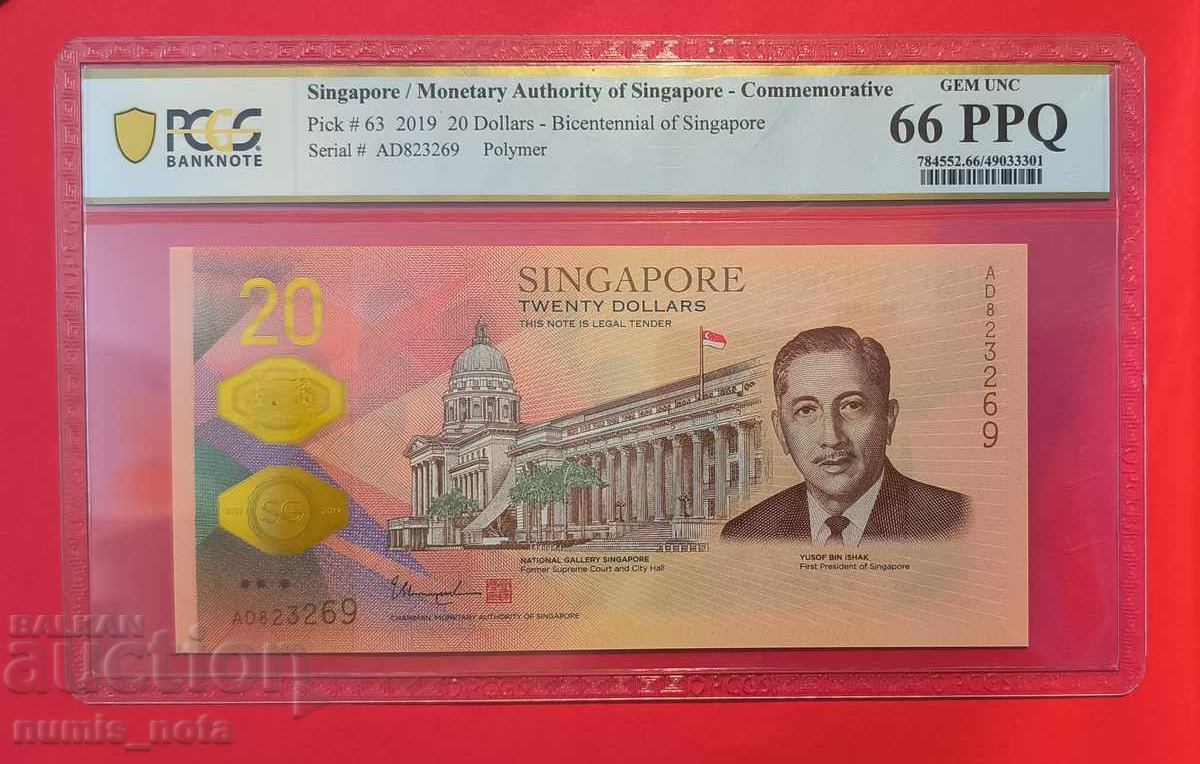 PCGS
BANKNOTE
Singapore / Monetary Authority of Singapore - Commemorative
Pick # 63 2019 20 Dollars - Bicentennial of Singapore
Serial # AD823269 Polymer
GEM UNC
66 PPQ
784552.66/49033301
20
SINGAPORE
TWENTY DOLLARS
THIS NOTE IS LEGAL TENDER
AD823269
SG
2019
NATIONAL GALLERY SINGAPORE
Former Supreme Court and City Hall
YUSOF BIN ISHAK
First President of Singapore
CHAIRMAN, MONETARY AUTHORITY OF SINGAPORE
AD823269
BALKAN
auction
numis_nota
PCGS